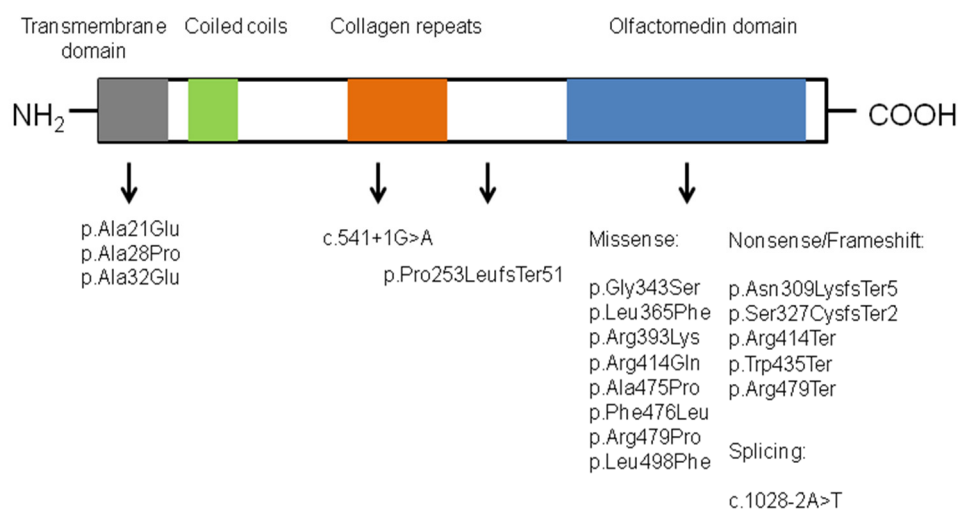 Transmembrane
domain
Coiled coils
Collagen repeats
Olfactomedin domain
NH2
COOH
p.Ala21Glu
p.Ala28Pro
p.Ala32Glu
c.541+1G>A
p.Pro253LeufsTer51
Missense:
p.Gly343Ser
p.Leu365Phe
p.Arg393Lys
p.Arg414Gln
p.Ala475Pro
p.Phe476Leu
p.Arg479Pro
p.Leu498Phe
Nonsense/Frameshift:
p.Asn309LysfsTer5
p.Ser327CysfsTer2
p.Arg414Ter
p.Trp435Ter
p.Arg479Ter
Splicing:
c.1028-2A>T